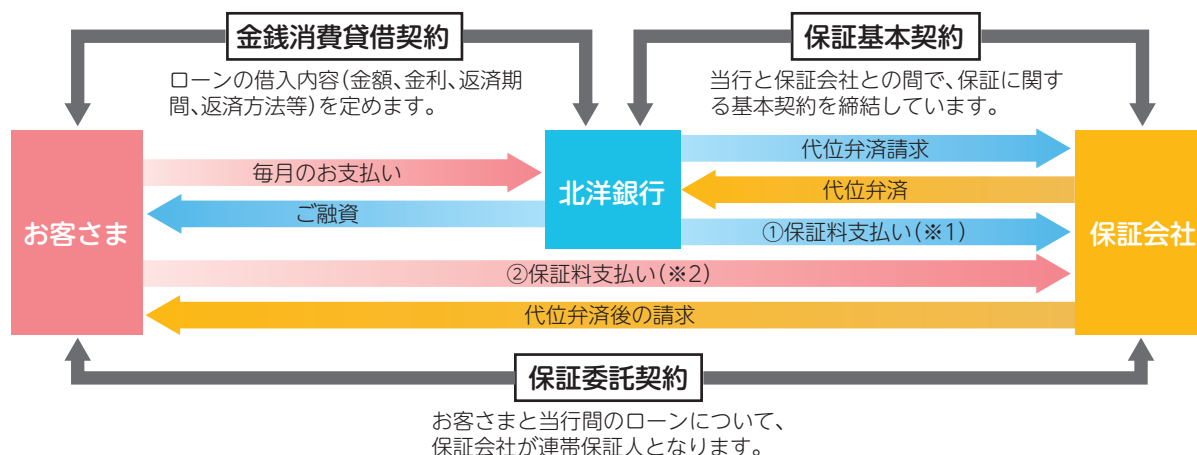 金銭消費貸借契約
ローンの借入内容(金額、金利、返済期
間、返済方法等)を定めます。
保証基本契約
当行と保証会社との間で、保証に関す
る基本契約を締結しています。
お客さま
北洋銀行
保証会社
毎月のお支払い
ご融資
代位弁済請求
代位弁済
①保証料支払い(※1)
②保証料支払い(※2)
代位弁済後の請求
保証委託契約
お客さまと当行間のローンについて、
保証会社が連帯保証人となります。